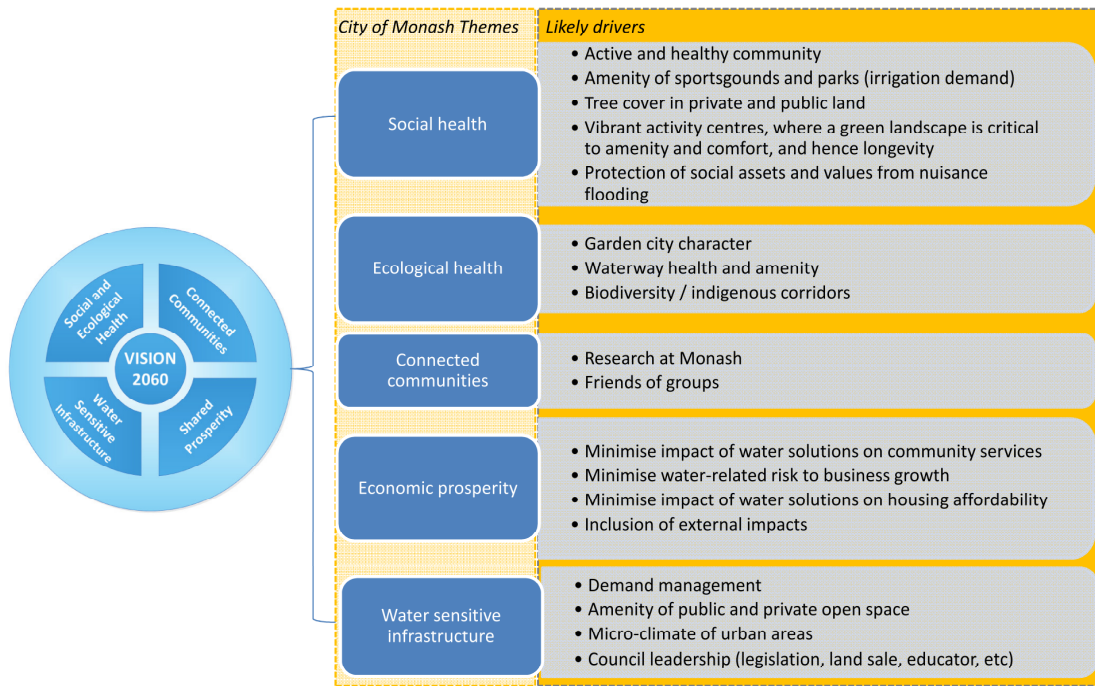 City of Monash Themes
Likely drivers
Social and
Ecological
Health
Connected
Communities
VISION
2060
Water
Sensitive
Infrastructure
Shared
Prosperity
Social health
• Active and healthy community
• Amenity of sportsgounds and parks (irrigation demand)
• Tree cover in private and public land
• Vibrant activity centres, where a green landscape is critical
to amenity and comfort, and hence longevity
• Protection of social assets and values from nuisance
flooding
Ecological health
• Garden city character
• Waterway health and amenity
• Biodiversity / indigenous corridors
Connected
communities
• Research at Monash
• Friends of groups
Economic prosperity
• Minimise impact of water solutions on community services
• Minimise water-related risk to business growth
• Minimise impact of water solutions on housing affordability
• Inclusion of external impacts
Water sensitive
infrastructure
• Demand management
• Amenity of public and private open space
• Micro-climate of urban areas
• Council leadership (legislation, land sale, educator, etc)